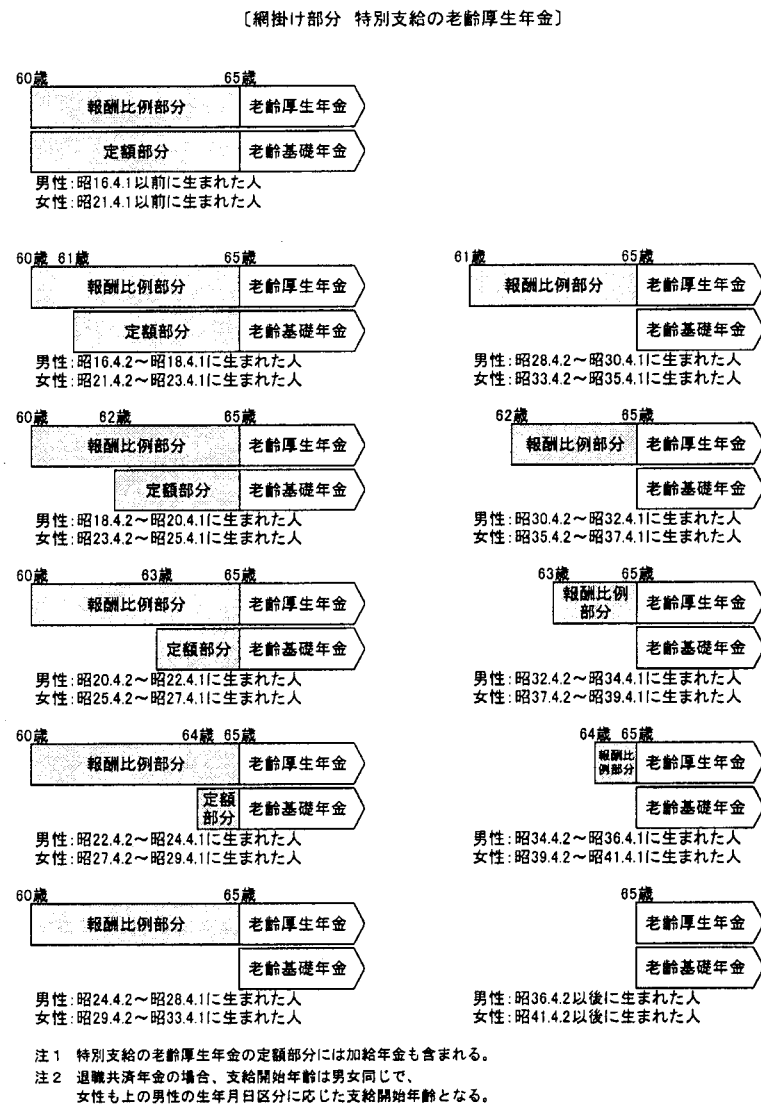 〔網掛け部分 特別支給の老齢厚生年金〕
60歳 65歳
報酬比例部分 老齢厚生年金
定額部分 老齢基礎年金
男性:昭16.4.1以前に生まれた人
女性:昭21.4.1以前に生まれた人
60歳 61歳 65歳
報酬比例部分 老齢厚生年金
定額部分 老齢基礎年金
男性:昭16.4.2～昭18.4.1に生まれた人
女性:昭21.4.2～昭23.4.1に生まれた人
60歳 62歳 65歳
報酬比例部分 老齢厚生年金
定額部分 老齢基礎年金
男性:昭18.4.2～昭20.4.1に生まれた人
女性:昭23.4.2～昭25.4.1に生まれた人
60歳 63歳 65歳
報酬比例部分 老齢厚生年金
定額部分 老齢基礎年金
男性:昭20.4.2～昭22.4.1に生まれた人
女性:昭25.4.2～昭27.4.1に生まれた人
60歳 64歳 65歳
報酬比例部分 老齢厚生年金
定額
部分 老齢基礎年金
男性:昭22.4.2～昭24.4.1に生まれた人
女性:昭27.4.2～昭29.4.1に生まれた人
60歳 65歳
報酬比例部分 老齢厚生年金
老齢基礎年金
男性:昭24.4.2～昭28.4.1に生まれた人
女性:昭29.4.2～昭33.4.1に生まれた人
61歳 65歳
報酬比例部分 老齢厚生年金
老齢基礎年金
男性:昭28.4.2～昭30.4.1に生まれた人
女性:昭33.4.2～昭35.4.1に生まれた人
62歳 65歳
報酬比例部分 老齢厚生年金
老齢基礎年金
男性:昭30.4.2～昭32.4.1に生まれた人
女性:昭35.4.2～昭37.4.1に生まれた人
63歳 65歳
報酬比例
部分 老齢厚生年金
老齢基礎年金
男性:昭32.4.2～昭34.4.1に生まれた人
女性:昭37.4.2～昭39.4.1に生まれた人
64歳 65歳
報酬比
例部分 老齢厚生年金
老齢基礎年金
男性:昭34.4.2～昭36.4.1に生まれた人
女性:昭39.4.2～昭41.4.1に生まれた人
65歳
老齢厚生年金
老齢基礎年金
男性:昭36.4.2以後に生まれた人
女性:昭41.4.2以後に生まれた人
注1 特別支給の老齢厚生年金の定額部分には加給年金も含まれる。
注2 退職共済年金の場合、支給開始年齢は男女同じで、
女性も上の男性の生年月日区分に応じた支給開始年齢となる。